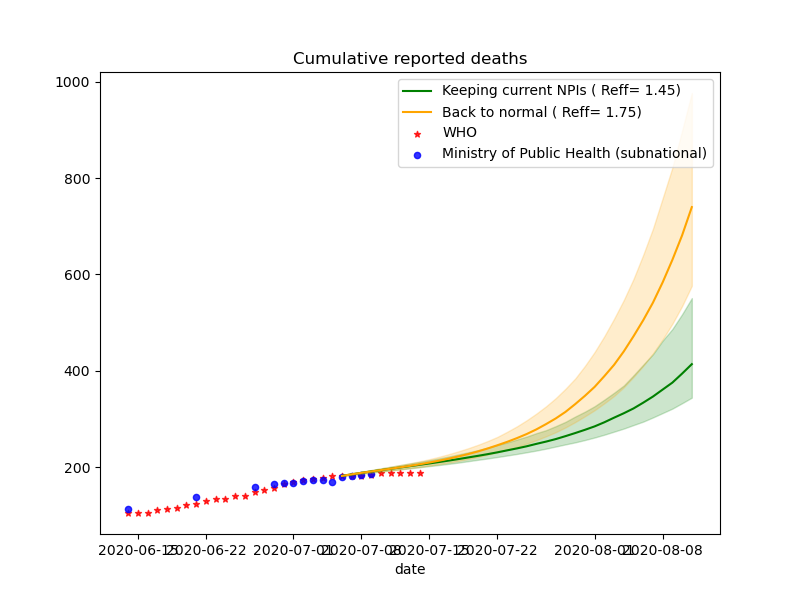 Cumulative reported deaths
Keeping current NPIs ( Reff= 1.45)
Back to normal ( Reff= 1.75)
WHO
Ministry of Public Health (subnational)
1000
800
600
400
200
2020-06-15 2020-06-22 2020-07-01 2020-07-08 2020-07-15 2020-07-22 2020-08-01 2020-08-08
date